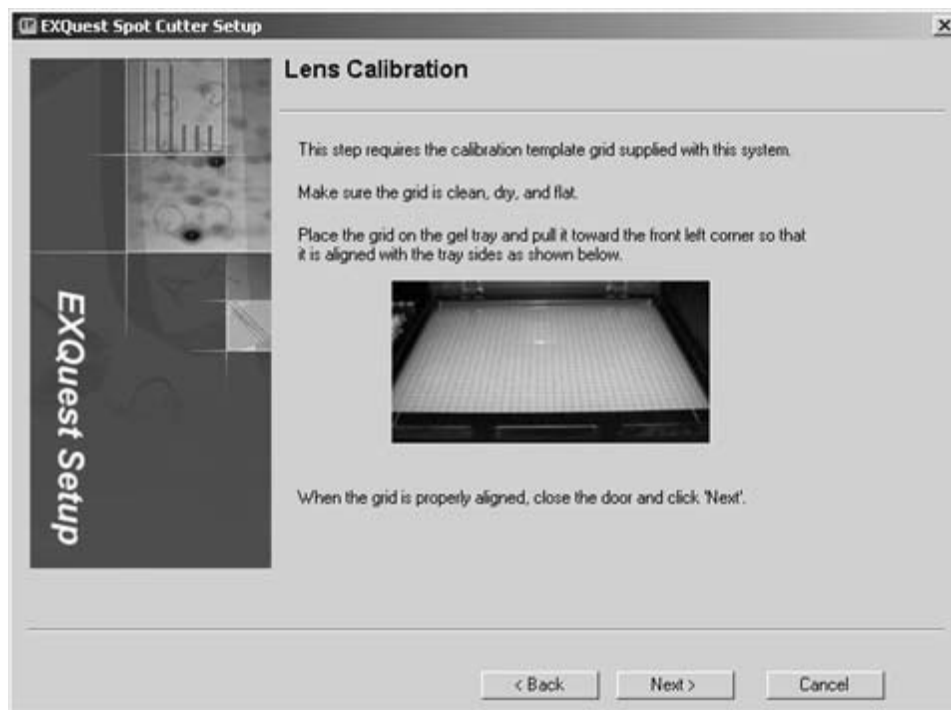 EXQuest Spot Cutter Setup
Lens Calibration
This step requires the calibration template grid supplied with this system.
Make sure the grid is clean, dry, and flat.
Place the grid on the gel tray and pull it toward the front left corner so that
it is aligned with the tray sides as shown below.
When the grid is properly aligned, close the door and click 'Next'.
EXQuest Setup
< Back
Next >
Cancel